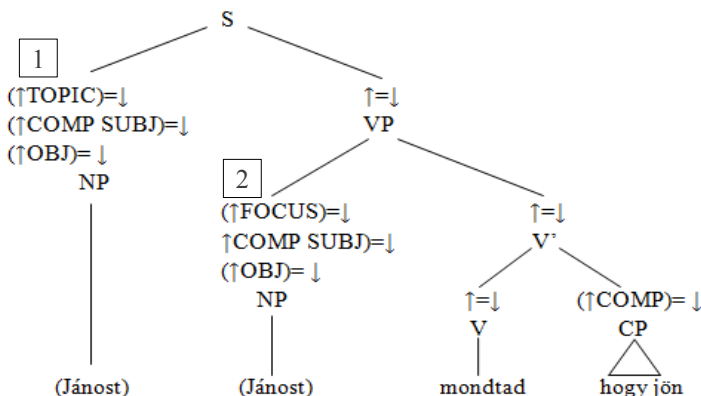 S
1
(↑TOPIC)=↓ ↑=↓
(↑COMP SUBJ)=↓ VP
(↑OBJ)= ↓
NP 2
(↑FOCUS)=↓ ↑=↓
↑COMP SUBJ)=↓ V’
(↑OBJ)= ↓
NP ↑=↓ (↑COMP)= ↓
V CP
(Jánost) (Jánost) mondtad hogy jön